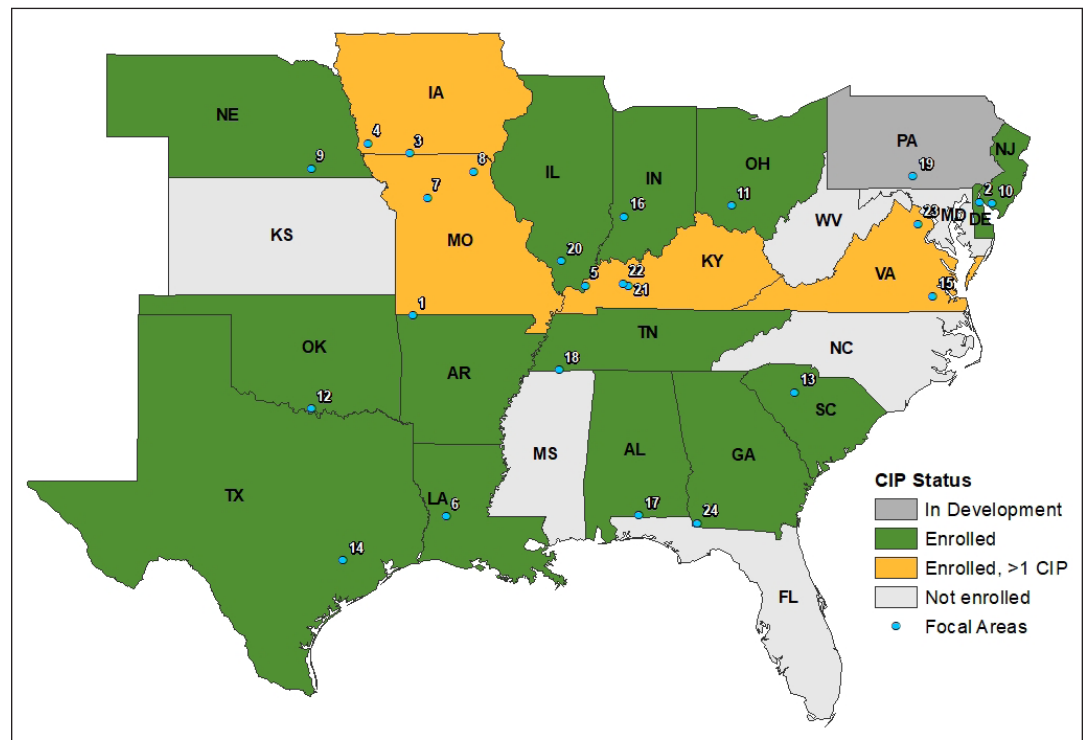 IA
NE
4
3
8
9
7
PA
NJ
19
IL
IN
OH
2
10
11
16
WV
23
MD
DE
KS
MO
20
5
22
21
KY
VA
15
1
OK
AR
TN
NC
18
12
13
SC
MS
AL
GA
TX
LA
6
17
24
14
FL
CIP Status
In Development
Enrolled
Enrolled, >1 CIP
Not enrolled
Focal Areas